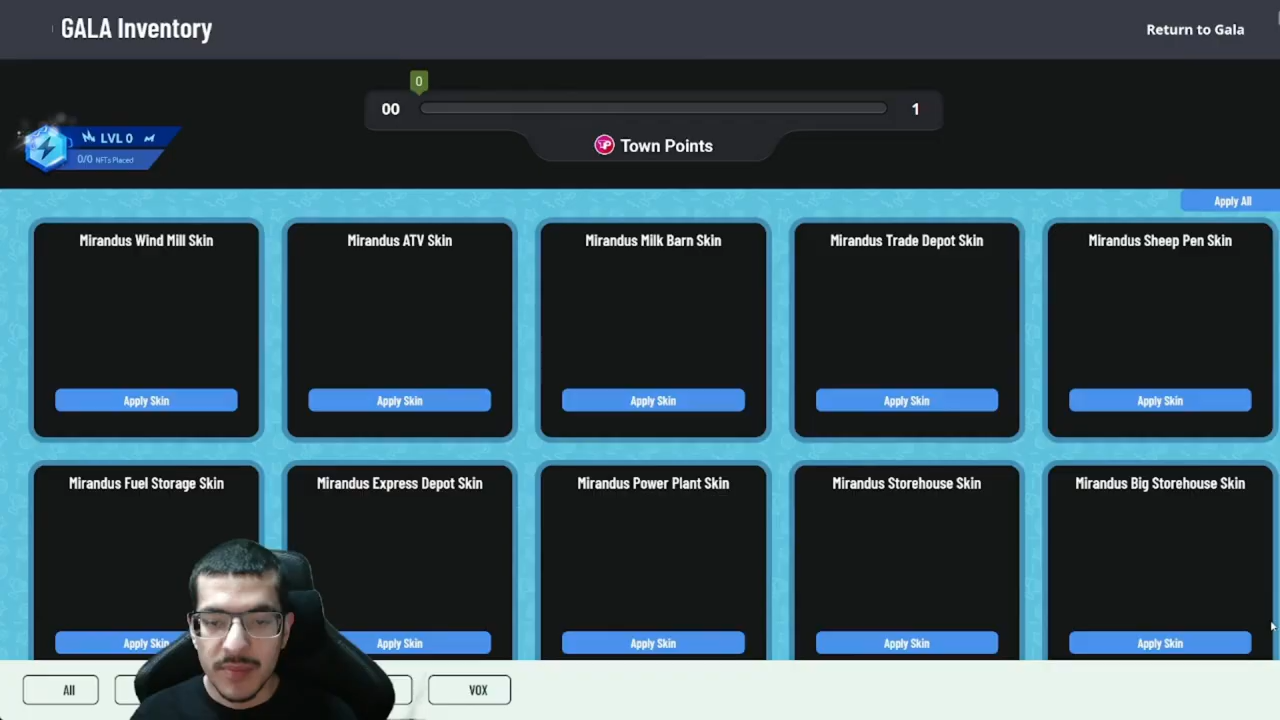 GALA Inventory
Return to Gala
0
00
1
LVL 0
0/0 NFTs Placed
TP Town Points
Apply All
Mirandus Wind Mill Skin
Mirandus ATV Skin
Mirandus Milk Barn Skin
Mirandus Trade Depot Skin
Mirandus Sheep Pen Skin
Apply Skin
Apply Skin
Apply Skin
Apply Skin
Apply Skin
Mirandus Fuel Storage Skin
Mirandus Express Depot Skin
Mirandus Power Plant Skin
Mirandus Storehouse Skin
Mirandus Big Storehouse Skin
Apply Skin
Apply Skin
Apply Skin
Apply Skin
Apply Skin
All
VOX